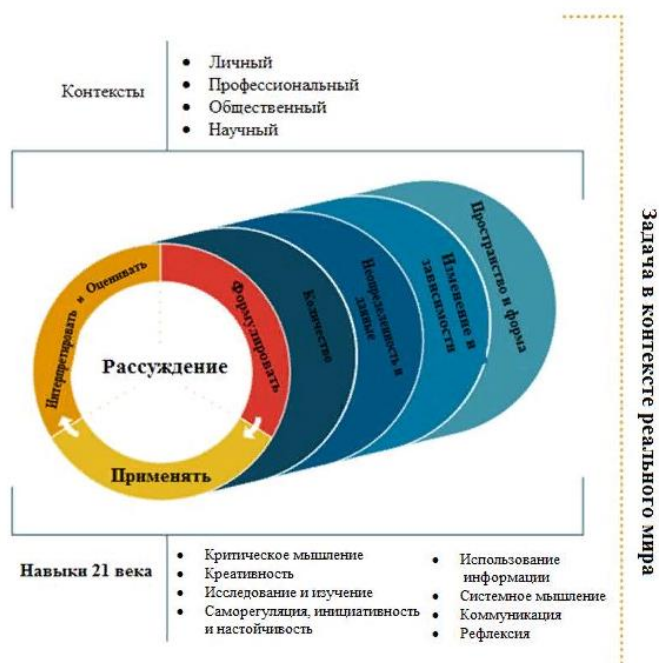 Контексты
• Личный
• Профессиональный
• Общественный
• Научный
Интерпретировать и Оценивать
Формулировать
Применять
Рассуждение
Количество
Неопределенность и
данные
Изменение и
зависимости
Пространство и форма
Задача в контексте реального мира
Навыки 21 века
• Критическое мышление
• Креативность
• Исследование и изучение
• Саморегуляция, инициативность
и настойчивость
• Использование
информации
• Системное мышление
• Коммуникация
• Рефлексия